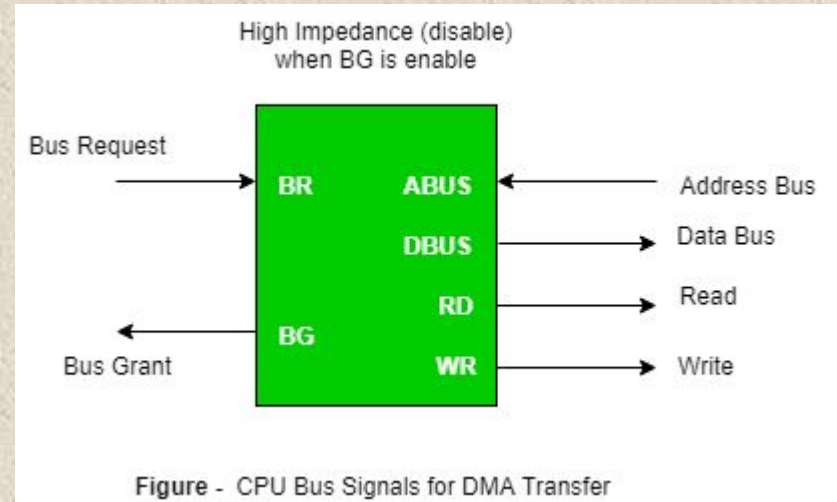 High Impedance (disable)
when BG is enable
Bus Request
BR
ABUS
Address Bus
DBUS
Data Bus
RD
Read
BG
Bus Grant
WR
Write
Figure - CPU Bus Signals for DMA Transfer